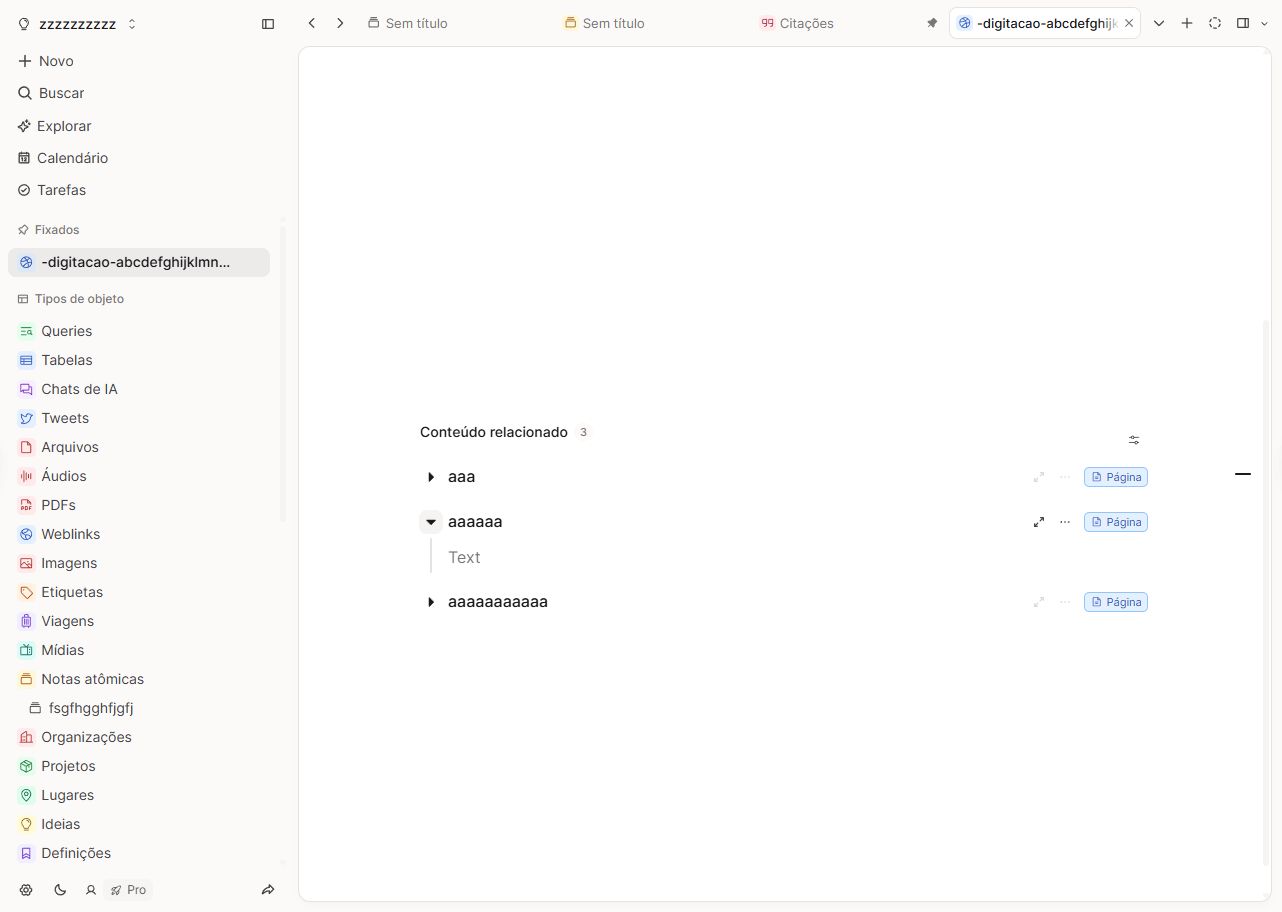 zzzzzzzzzz
Sem título
Sem título
Citações
-digitacao-abcdefghijk
Novo
Buscar
Explorar
Calendário
Tarefas
Fixados
-digitacao-abcdefghijklmn...
Tipos de objeto
Queries
Tabelas
Chats de IA
Tweets
Arquivos
Áudios
PDFs
Weblinks
Imagens
Etiquetas
Viagens
Mídias
Notas atômicas
fsgfhgghfjgfj
Organizações
Projetos
Lugares
Ideias
Definições
Pro
Conteúdo relacionado 3
aaa Página
aaaaaa Página
Text
aaaaaaaaaaa Página